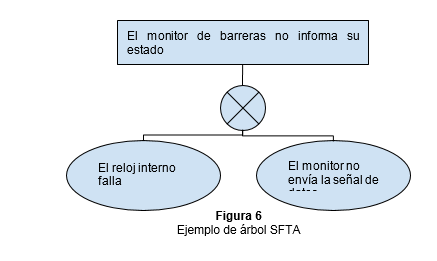 El monitor de barreras no informa su
estado
El reloj interno
falla
El monitor no
envía la señal de
Figura 6
Ejemplo de árbol SFTA